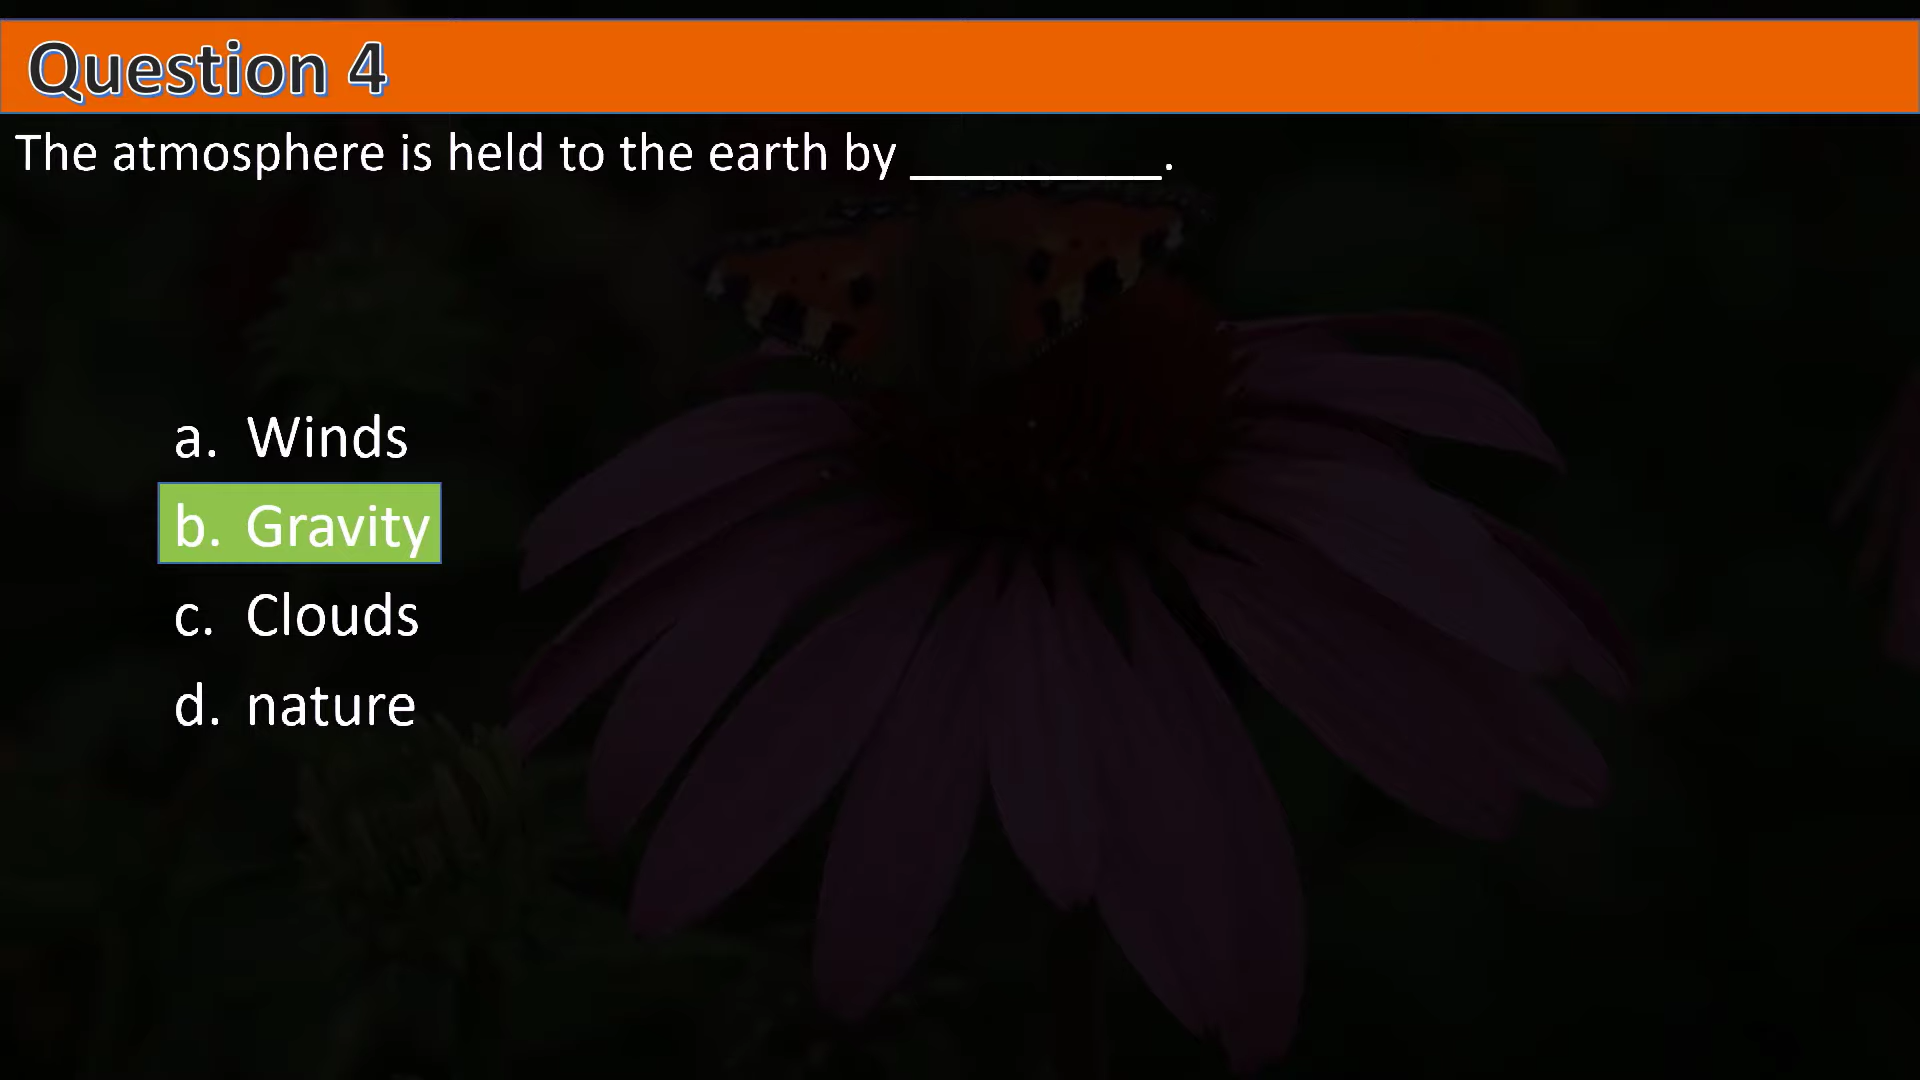 Question 4
The atmosphere is held to the earth by __________.
a. Winds
b. Gravity
c. Clouds
d. nature